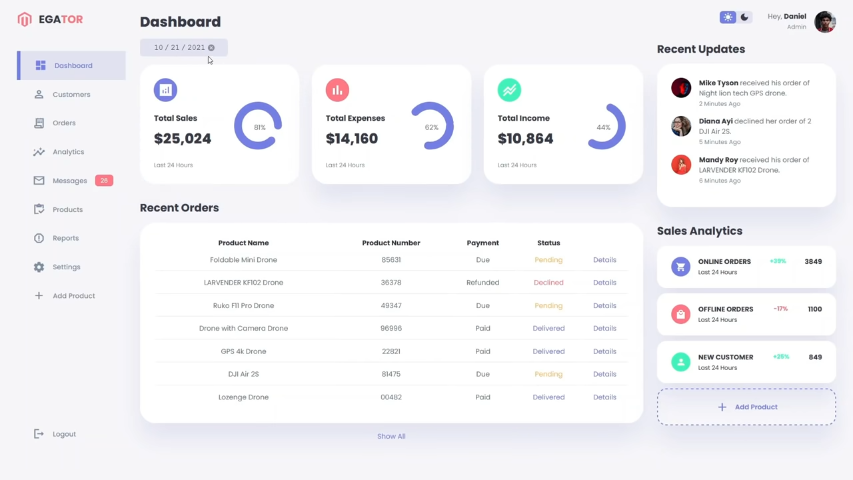 EGATOR
Dashboard
Customers
Orders
Analytics
Messages 26
Products
Reports
Settings
Add Product
Logout
Dashboard
10 / 21 / 2021
Total Sales
$25,024
81%
Last 24 Hours
Total Expenses
$14,160
62%
Last 24 Hours
Total Income
$10,864
44%
Last 24 Hours
Recent Orders
Product Name Product Number Payment Status
Foldable Mini Drone 85631 Due Pending Details
LARVENDER KF102 Drone 36378 Refunded Declined Details
Ruko F11 Pro Drone 49347 Due Pending Details
Drone with Camera Drone 96996 Paid Delivered Details
GPS 4k Drone 22821 Paid Delivered Details
DJI Air 2S 81475 Due Pending Details
Lozenge Drone 00482 Paid Delivered Details
Show All
Hey, Daniel
Admin
Recent Updates
Mike Tyson received his order of
Night lion tech GPS drone.
2 Minutes Ago
Diana Ayi declined her order of 2
DJI Air 2S.
5 Minutes Ago
Mandy Roy received his order of
LARVENDER KF102 Drone.
6 Minutes Ago
Sales Analytics
ONLINE ORDERS +39% 3849
Last 24 Hours
OFFLINE ORDERS -17% 1100
Last 24 Hours
NEW CUSTOMER +25% 849
Last 24 Hours
Add Product